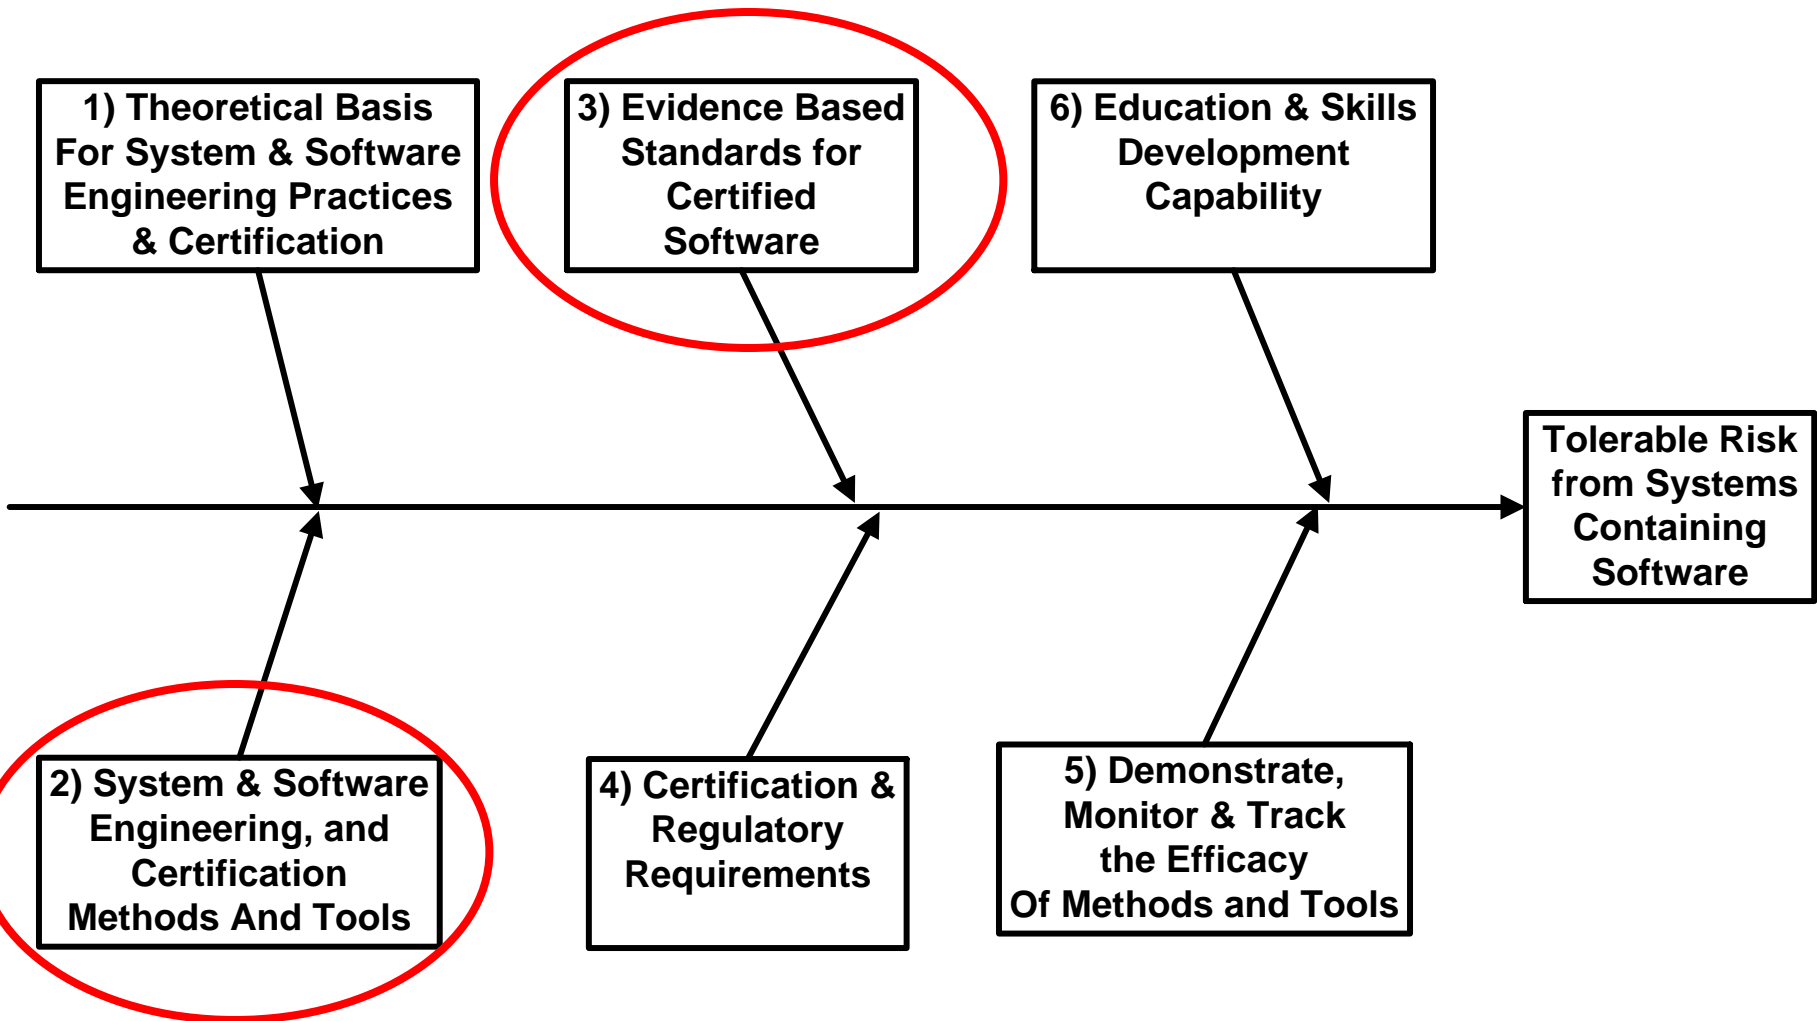 1) Theoretical Basis
For System & Software
Engineering Practices
& Certification
3) Evidence Based
Standards for
Certified
Software
6) Education & Skills
Development
Capability
Tolerable Risk
from Systems
Containing
Software
2) System & Software
Engineering, and
Certification
Methods And Tools
4) Certification &
Regulatory
Requirements
5) Demonstrate,
Monitor & Track
the Efficacy
Of Methods and Tools